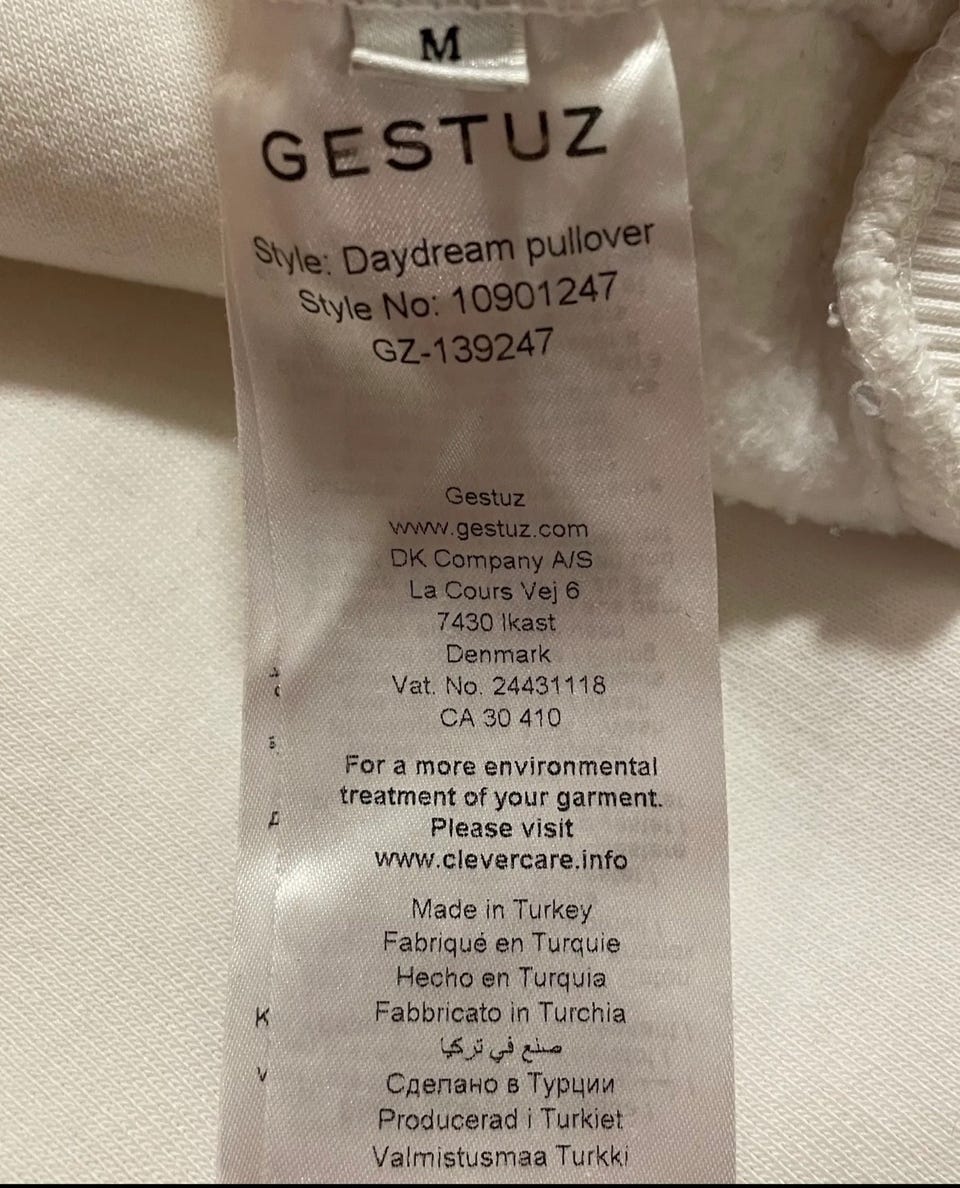 M
GESTUZ
Style: Daydream pullover
Style No: 10901247
GZ-139247
Gestuz
www.gestuz.com
DK Company A/S
La Cours Vej 6
7430 Ikast
Denmark
Vat. No. 24431118
CA 30 410
For a more environmental
treatment of your garment.
Please visit
www.clevercare.info
Made in Turkey
Fabriqué en Turquie
Hecho en Turquia
Fabbricato in Turchia
صنع في تركيا
Сделано в Турции
Producerad i Turkiet
Valmistusmaa Turkki